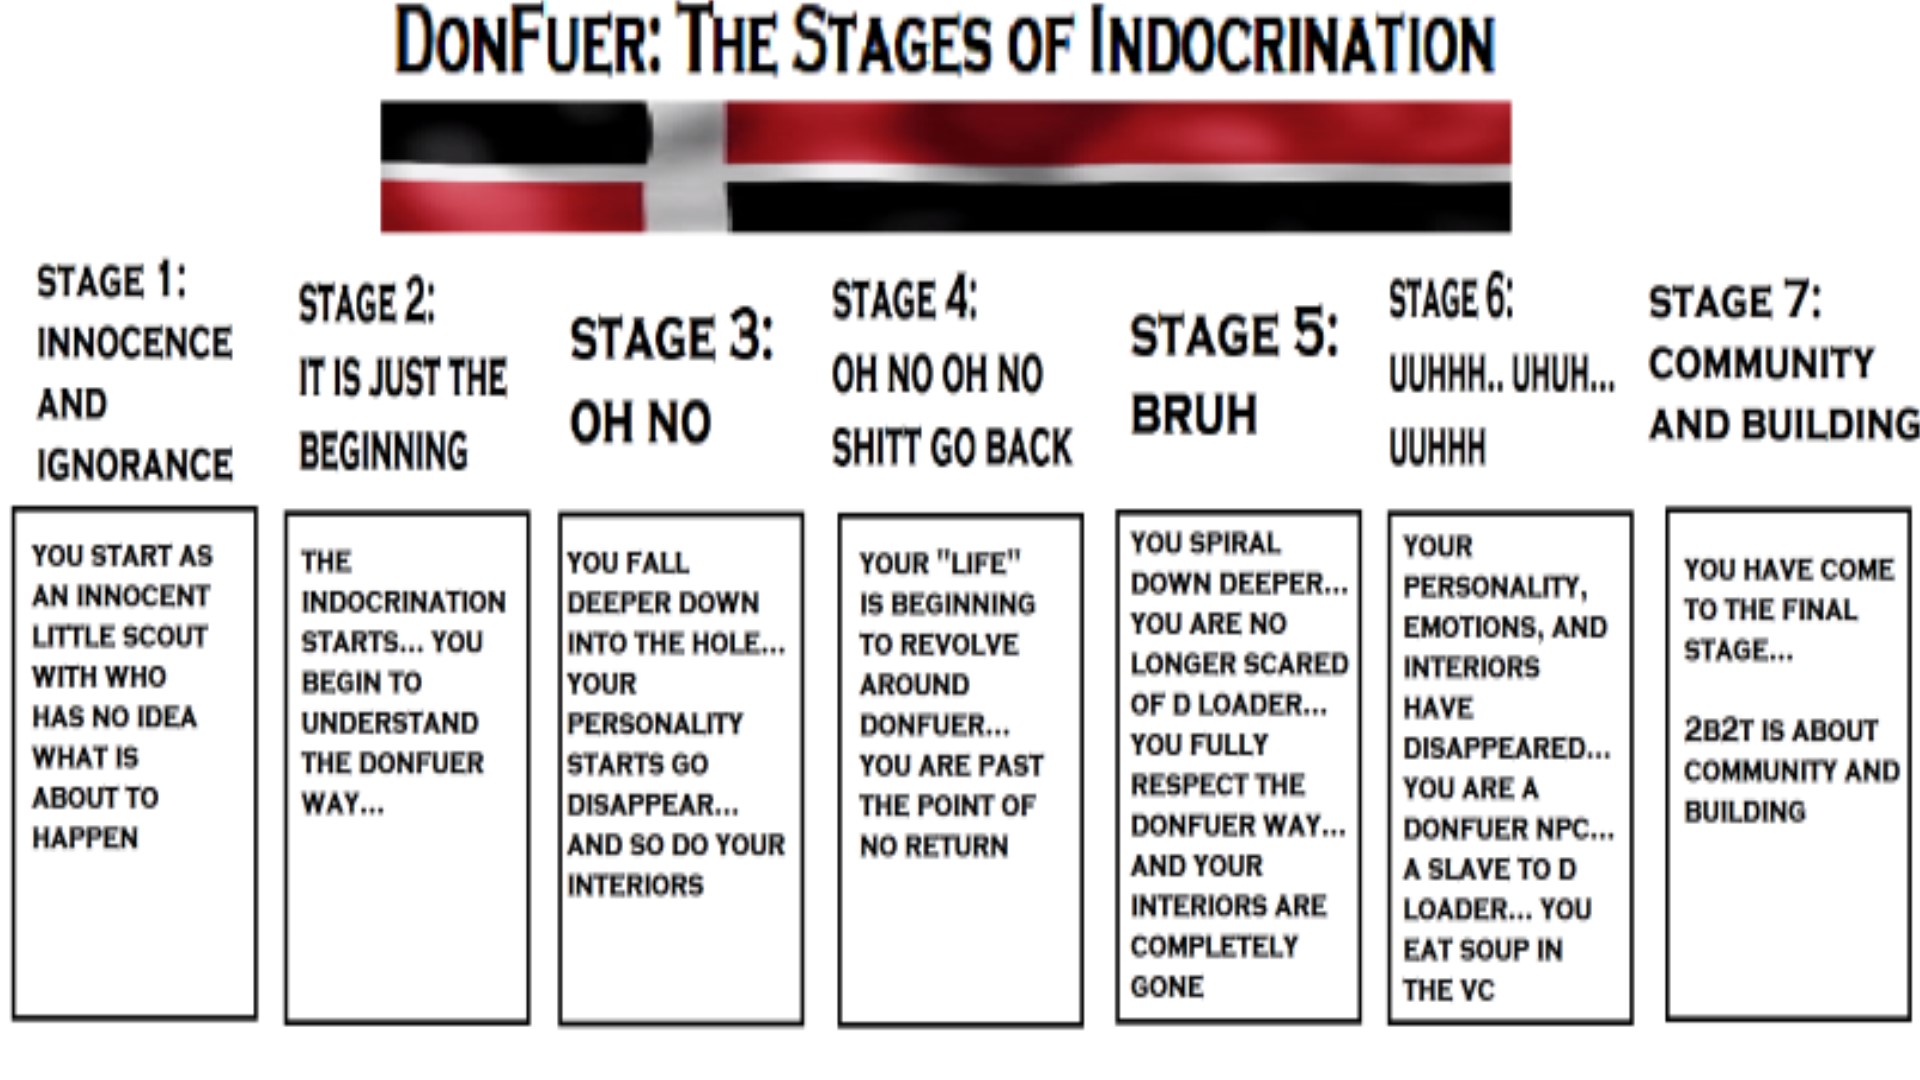 DONFUER: THE STAGES OF INDOCRINATION
STAGE 1:
INNOCENCE
AND
IGNORANCE
YOU START AS
AN INNOCENT
LITTLE SCOUT
WITH WHO
HAS NO IDEA
WHAT IS
ABOUT TO
HAPPEN
STAGE 2:
IT IS JUST THE
BEGINNING
THE
INDOCRINATION
STARTS... YOU
BEGIN TO
UNDERSTAND
THE DONFUER
WAY...
STAGE 3:
OH NO
YOU FALL
DEEPER DOWN
INTO THE HOLE...
YOUR
PERSONALITY
STARTS GO
DISAPPEAR...
AND SO DO YOUR
INTERIORS
STAGE 4:
OH NO OH NO
SHITT GO BACK
YOUR "LIFE"
IS BEGINNING
TO REVOLVE
AROUND
DONFUER...
YOU ARE PAST
THE POINT OF
NO RETURN
STAGE 5:
BRUH
YOU SPIRAL
DOWN DEEPER...
YOU ARE NO
LONGER SCARED
OF D LOADER...
YOU FULLY
RESPECT THE
DONFUER WAY...
AND YOUR
INTERIORS ARE
COMPLETELY
GONE
STAGE 6:
UUHHH.. UHUH...
UUHHH
YOUR
PERSONALITY,
EMOTIONS, AND
INTERIORS
HAVE
DISAPPEARED...
YOU ARE A
DONFUER NPC...
A SLAVE TO D
LOADER... YOU
EAT SOUP IN
THE VC
STAGE 7:
COMMUNITY
AND BUILDING
YOU HAVE COME
TO THE FINAL
STAGE...
2B2T IS ABOUT
COMMUNITY AND
BUILDING